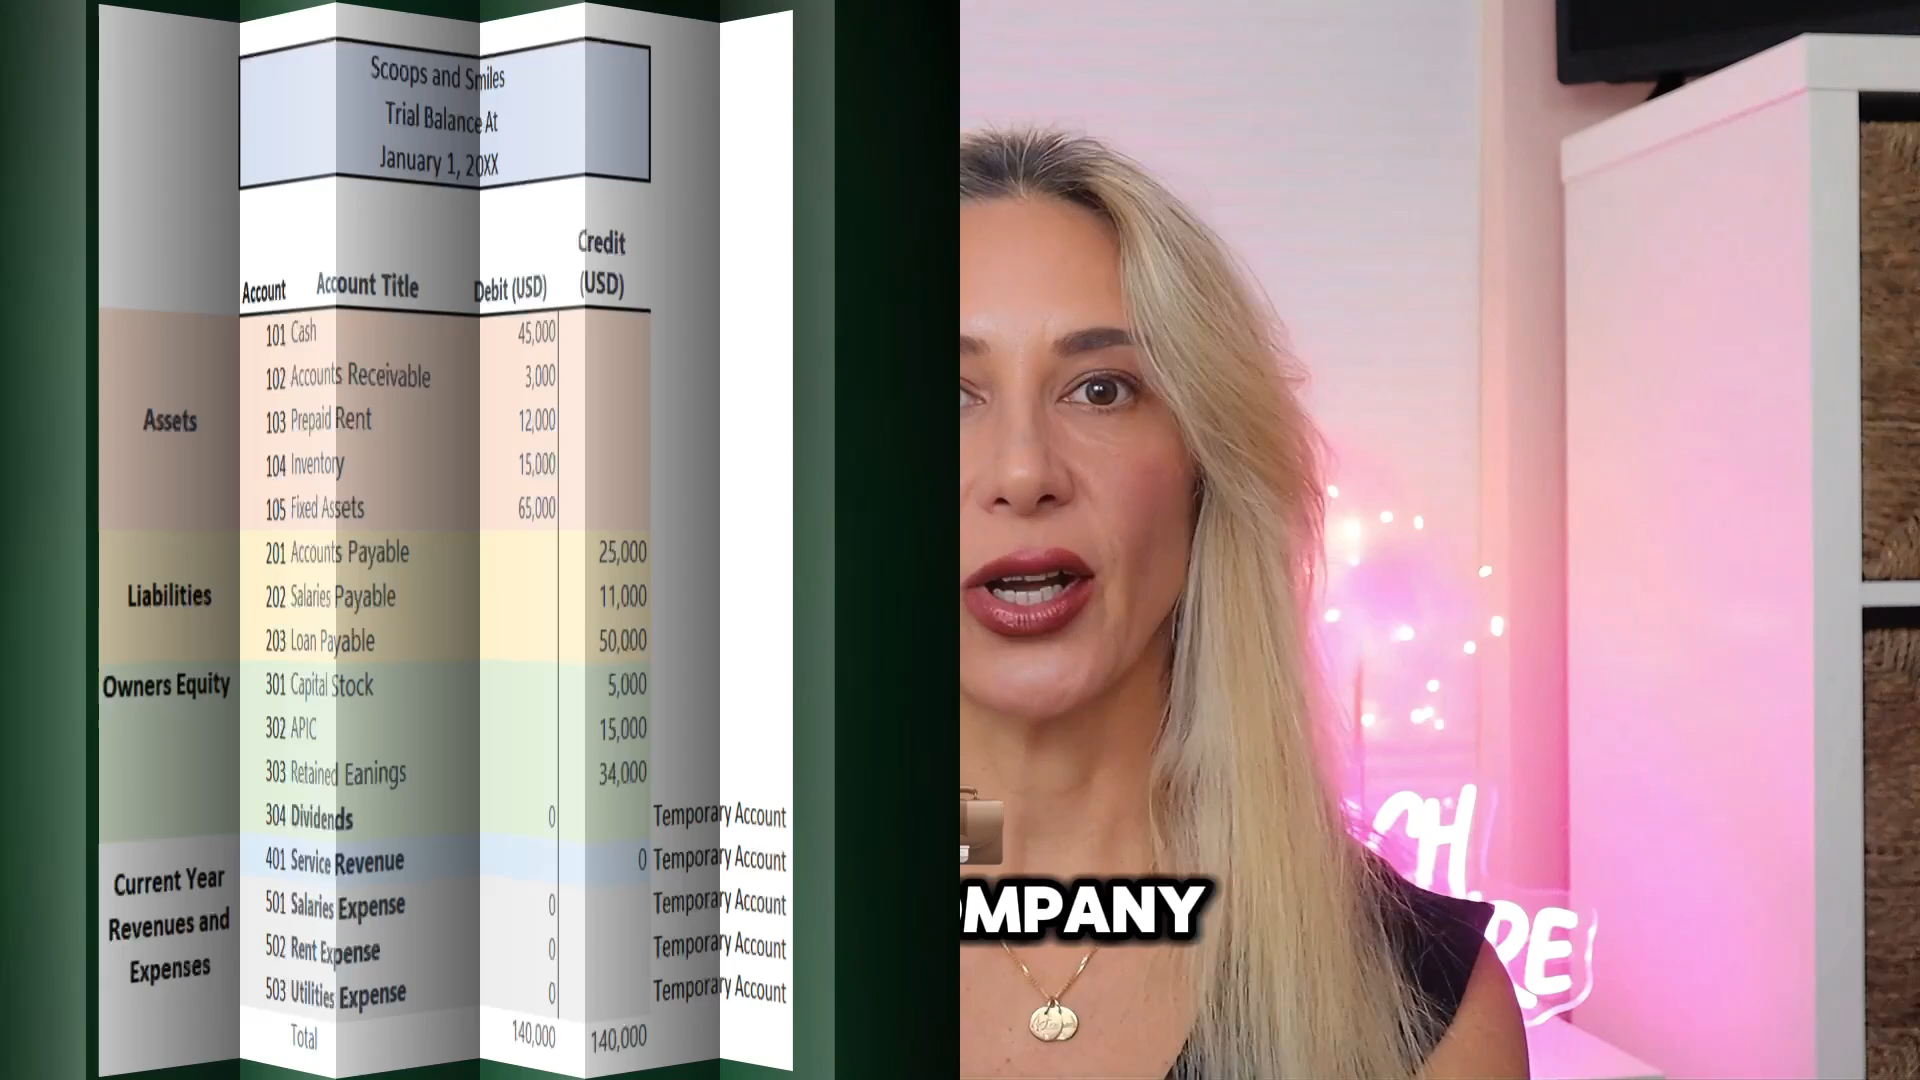 Scoops and Smiles
Trial Balance At
January 1, 20XX
Account Account Title Debit (USD) Credit (USD)
Assets
101 Cash 45,000
102 Accounts Receivable 3,000
103 Prepaid Rent 12,000
104 Inventory 15,000
105 Fixed Assets 65,000
Liabilities
201 Accounts Payable 25,000
202 Salaries Payable 11,000
203 Loan Payable 50,000
Owners Equity
301 Capital Stock 5,000
302 APIC 15,000
303 Retained Eanings 34,000
304 Dividends 0 Temporary Account
Current Year
Revenues and
Expenses
401 Service Revenue 0 Temporary Account
501 Salaries Expense 0 Temporary Account
502 Rent Expense 0 Temporary Account
503 Utilities Expense 0 Temporary Account
Total 140,000 140,000
OMPANY